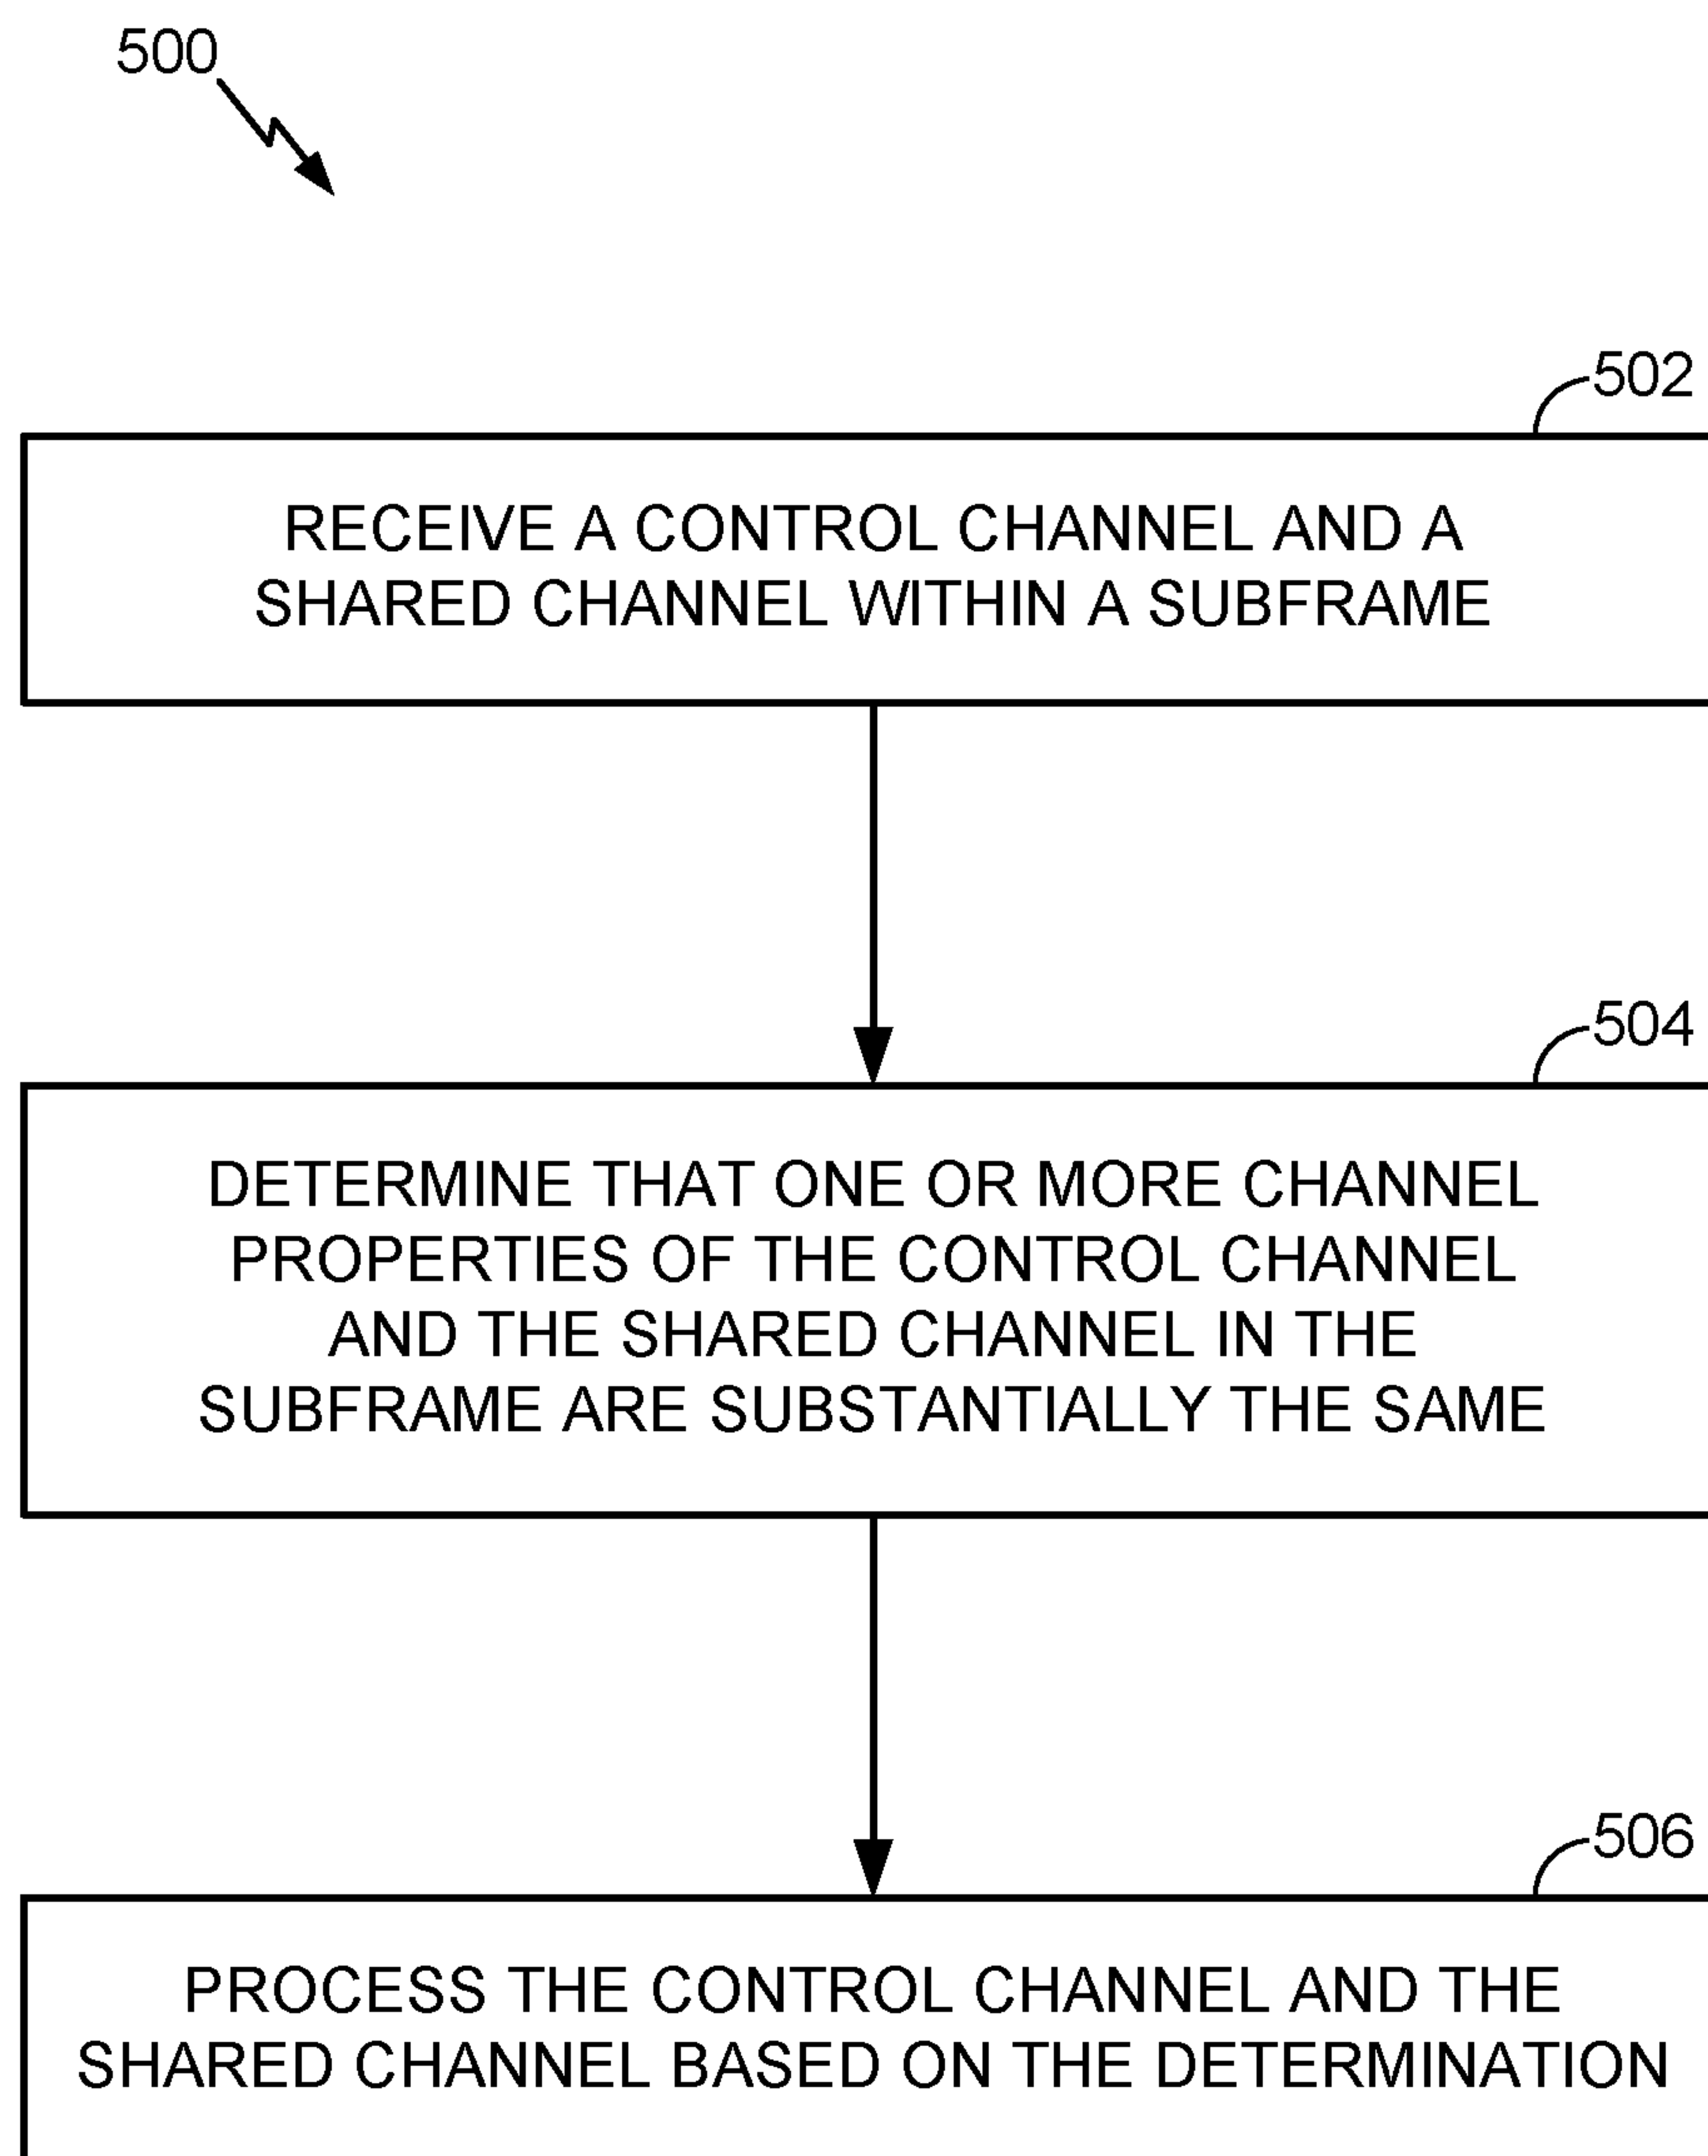 500
502
RECEIVE A CONTROL CHANNEL AND A
SHARED CHANNEL WITHIN A SUBFRAME
504
DETERMINE THAT ONE OR MORE CHANNEL
PROPERTIES OF THE CONTROL CHANNEL
AND THE SHARED CHANNEL IN THE
SUBFRAME ARE SUBSTANTIALLY THE SAME
506
PROCESS THE CONTROL CHANNEL AND THE
SHARED CHANNEL BASED ON THE DETERMINATION